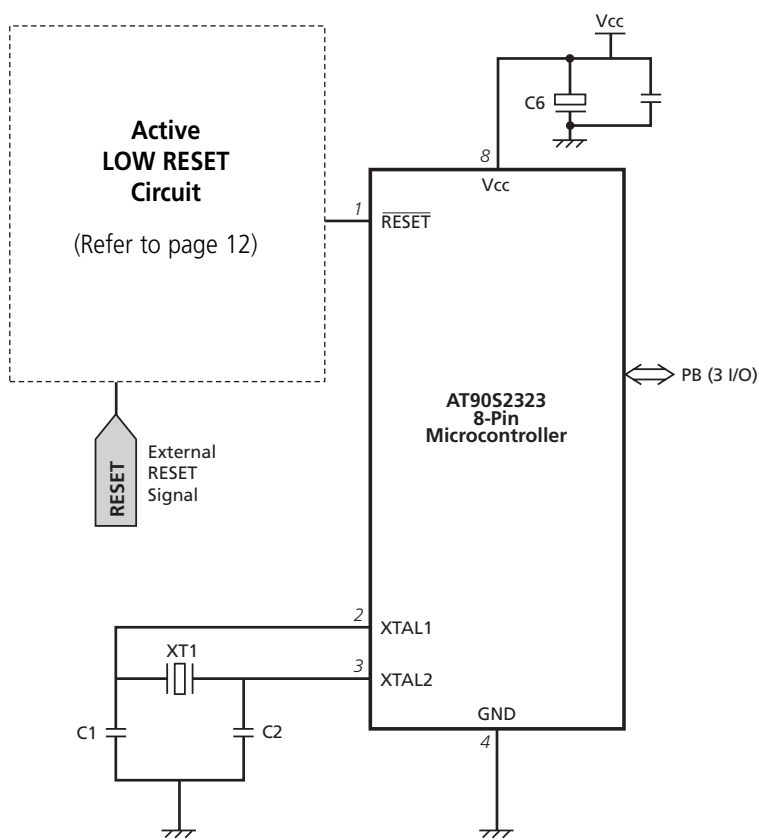 Vcc
C6
Active
LOW RESET
Circuit
(Refer to page 12)
8
Vcc
1
RESET
PB (3 I/O)
AT90S2323
8-Pin
Microcontroller
RESET
External
RESET
Signal
2
XTAL1
XT1
3
XTAL2
C1
C2
GND
4